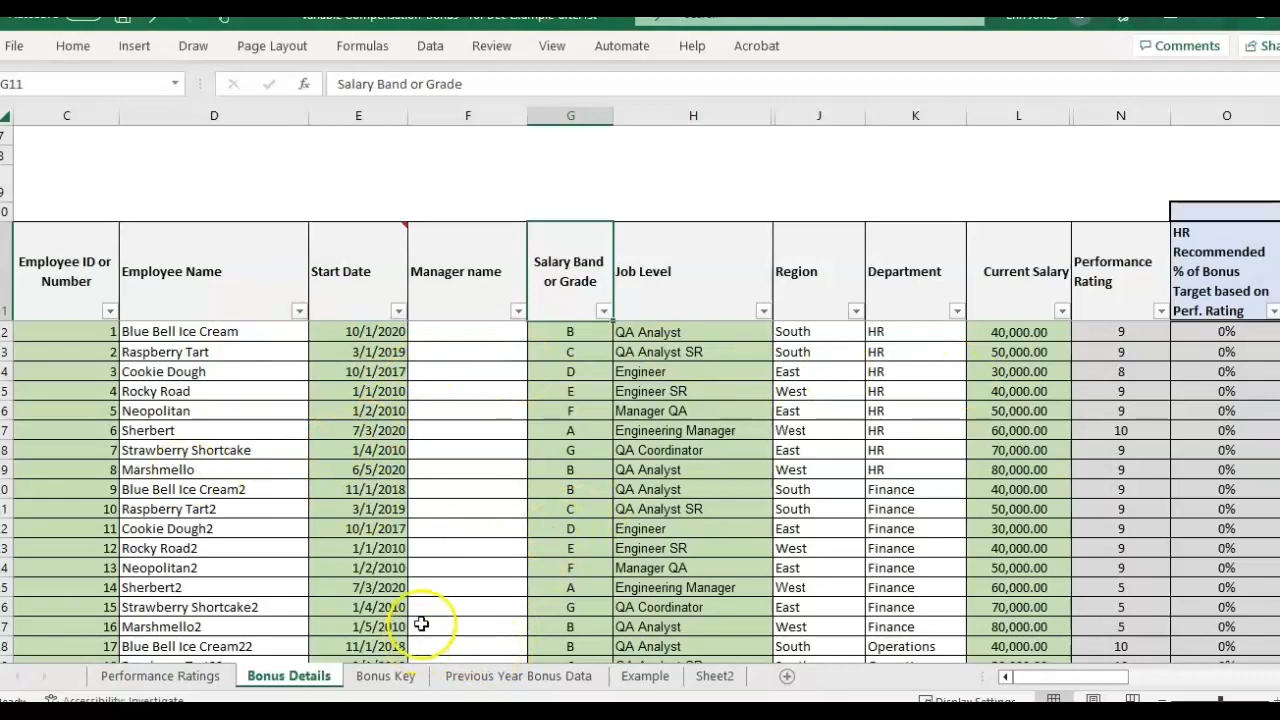 File Home Insert Draw Page Layout Formulas Data Review View Automate Help Acrobat Comments
G11 fx Salary Band or Grade
C D E F G H J K L N O
Employee ID or Number Employee Name Start Date Manager name Salary Band or Grade Job Level Region Department Current Salary Performance Rating HR Recommended % of Bonus Target based on Perf. Rating
1 Blue Bell Ice Cream 10/1/2020 B QA Analyst South HR 40,000.00 9 0%
2 Raspberry Tart 3/1/2019 C QA Analyst SR South HR 50,000.00 9 0%
3 Cookie Dough 10/1/2017 D Engineer East HR 30,000.00 8 0%
4 Rocky Road 1/1/2010 E Engineer SR West HR 40,000.00 9 0%
5 Neopolitan 1/2/2010 F Manager QA East HR 50,000.00 9 0%
6 Sherbert 7/3/2020 A Engineering Manager West HR 60,000.00 10 0%
7 Strawberry Shortcake 1/4/2010 G QA Coordinator East HR 70,000.00 9 0%
8 Marshmello 6/5/2020 B QA Analyst West HR 80,000.00 9 0%
9 Blue Bell Ice Cream2 11/1/2018 B QA Analyst South Finance 40,000.00 9 0%
10 Raspberry Tart2 3/1/2019 C QA Analyst SR South Finance 50,000.00 9 0%
11 Cookie Dough2 10/1/2017 D Engineer East Finance 30,000.00 9 0%
12 Rocky Road2 1/1/2010 E Engineer SR West Finance 40,000.00 9 0%
13 Neopolitan2 1/2/2010 F Manager QA East Finance 50,000.00 9 0%
14 Sherbert2 7/3/2020 A Engineering Manager West Finance 60,000.00 5 0%
15 Strawberry Shortcake2 1/4/2010 G QA Coordinator East Finance 70,000.00 5 0%
16 Marshmello2 1/5/2010 B QA Analyst West Finance 80,000.00 5 0%
17 Blue Bell Ice Cream22 11/1/2018 B QA Analyst South Operations 40,000.00 10 0%
Performance Ratings Bonus Details Bonus Key Previous Year Bonus Data Example Sheet2
Accessibility: Investigate Display Settings